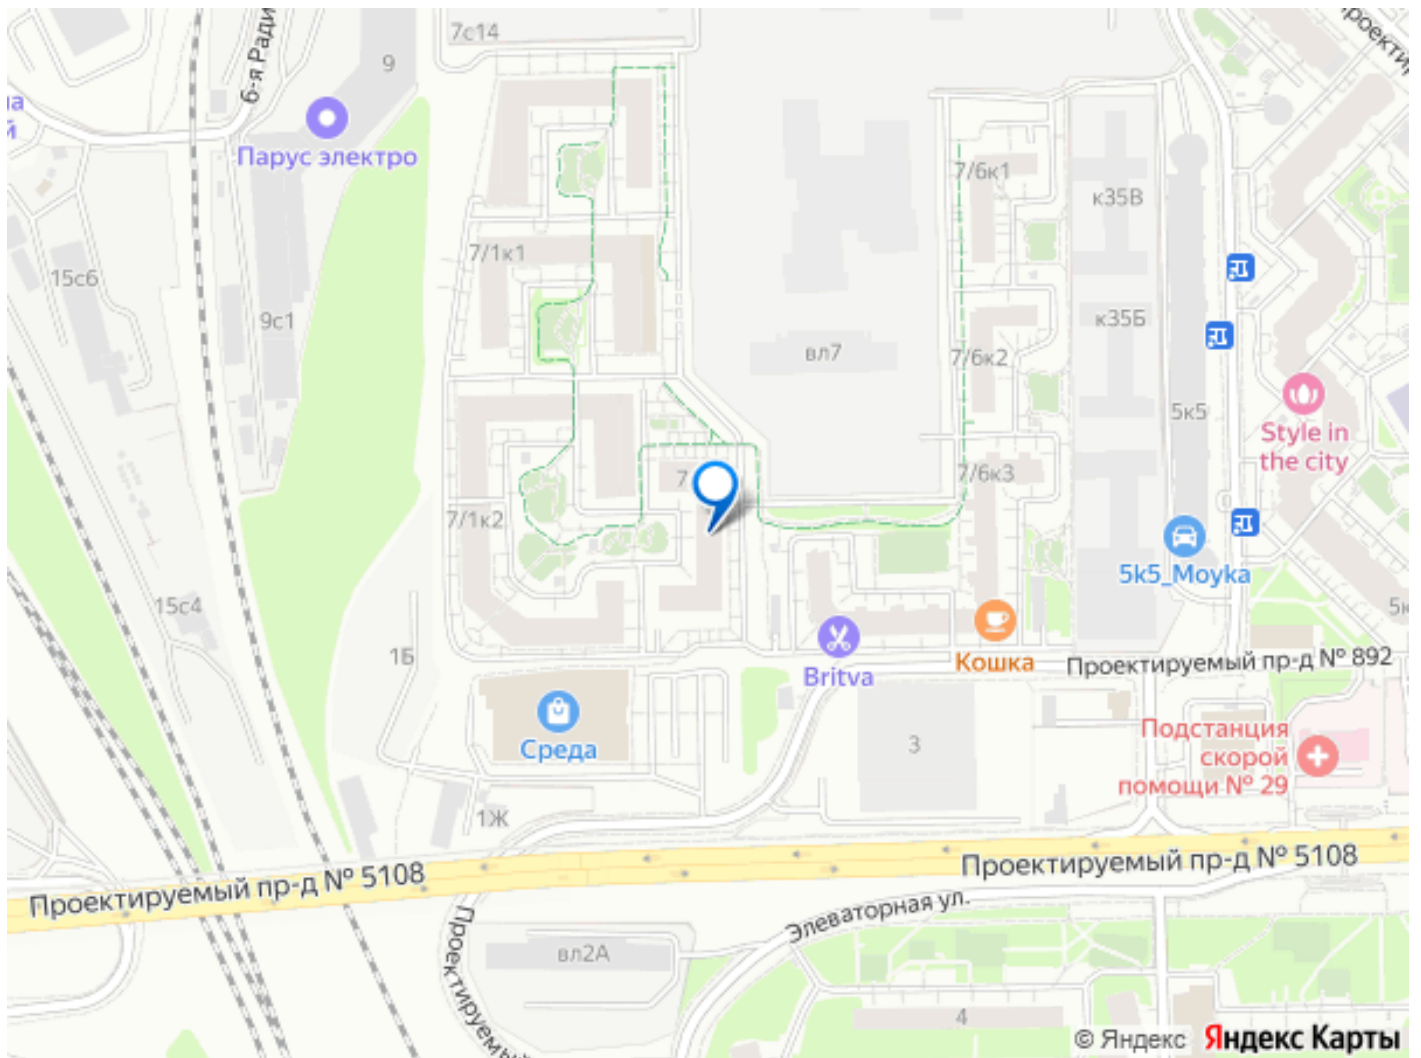 7с14
9
6-я Ради
Проекти
Парус электро
7/6к1
к35В
7/1к1
15с6
9с1
к35Б
вл7
7/6к2
5к5
Style in
the city
7
7/6к3
7/1к2
5k5_Moyka
15с4
1Б
Britva
Кошка
Проектируемый пр-д № 892
Среда
3
Подстанция
скорой
помощи № 29
1Ж
Проектируемый пр-д № 5108
Проектируемый пр-д № 5108
Элеваторная ул.
Проектируемый
вл2А
4
© Яндекс Яндекс Карты